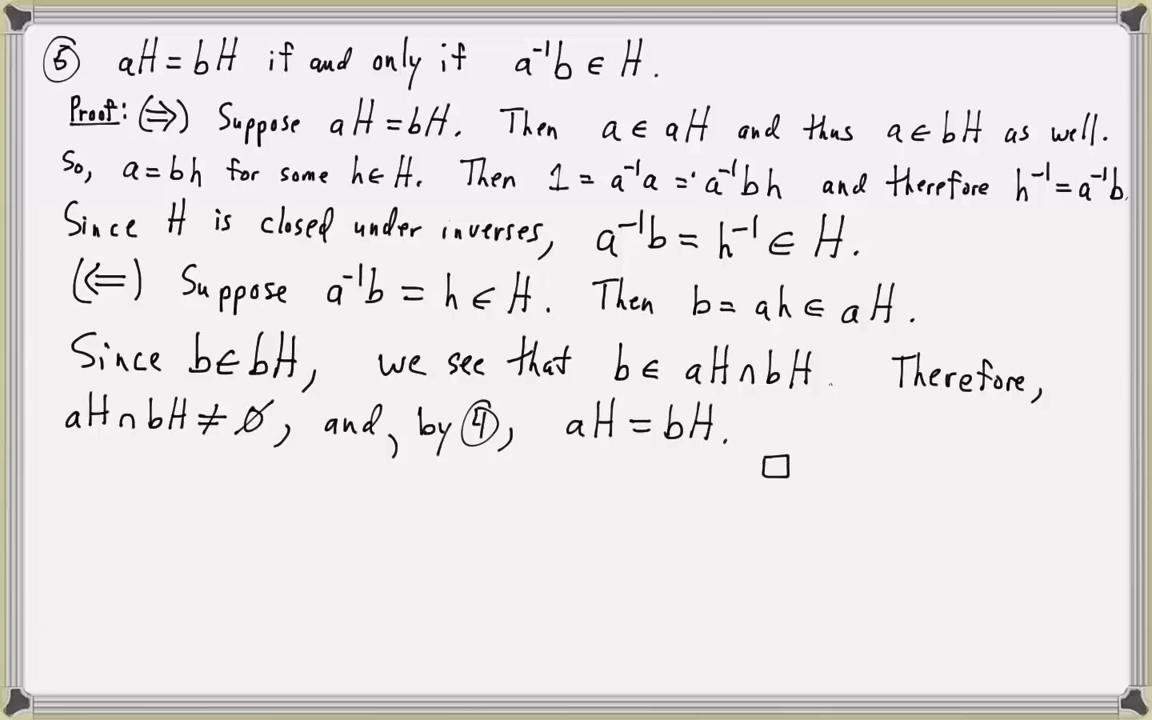 ⑤ aH = bH if and only if a⁻¹b ∈ H.
Proof: (⇒) Suppose aH = bH. Then a ∈ aH and thus a ∈ bH as well.
So, a = bh for some h ∈ H. Then 1 = a⁻¹a = a⁻¹bh and therefore h⁻¹ = a⁻¹b.
Since H is closed under inverses, a⁻¹b = h⁻¹ ∈ H.
(⇐) Suppose a⁻¹b = h ∈ H. Then b = ah ∈ aH.
Since b ∈ bH, we see that b ∈ aH ∩ bH. Therefore,
aH ∩ bH ≠ ∅, and, by ④, aH = bH.
□